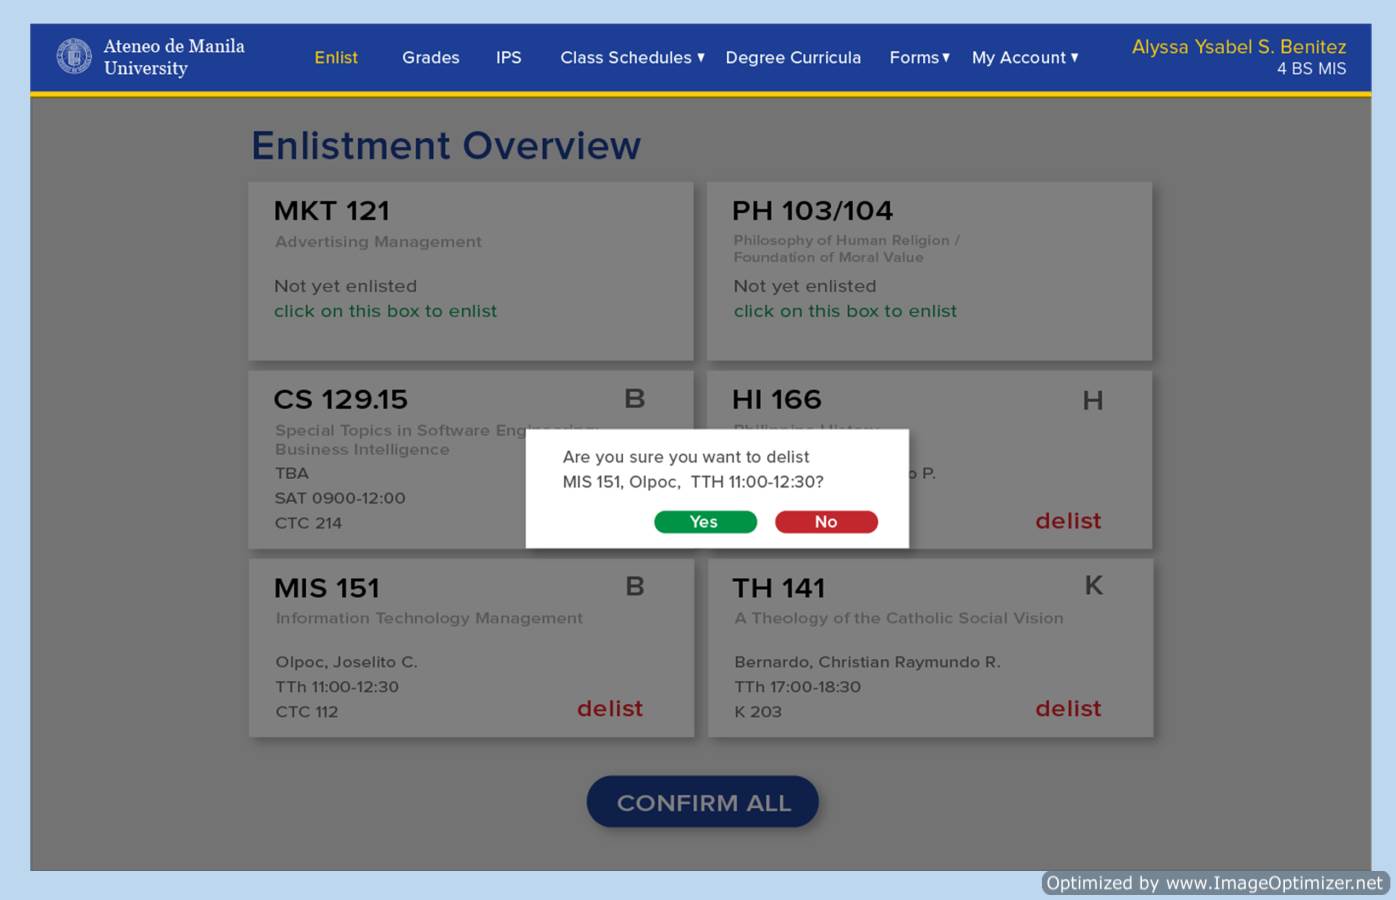 Ateneo de Manila
University
Enlist
Grades
IPS
Class Schedules ▾
Degree Curricula
Forms ▾
My Account ▾
Alyssa Ysabel S. Benitez
4 BS MIS
Enlistment Overview
MKT 121
Advertising Management
Not yet enlisted
click on this box to enlist
PH 103/104
Philosophy of Human Religion /
Foundation of Moral Value
Not yet enlisted
click on this box to enlist
CS 129.15
B
Special Topics in Software Engineering:
Business Intelligence
TBA
SAT 0900-12:00
CTC 214
HI 166
H
Philippine History
o P.
delist
Are you sure you want to delist
MIS 151, Olpoc, TTH 11:00-12:30?
Yes
No
MIS 151
B
Information Technology Management
Olpoc, Joselito C.
TTh 11:00-12:30
CTC 112
delist
TH 141
K
A Theology of the Catholic Social Vision
Bernardo, Christian Raymundo R.
TTh 17:00-18:30
K 203
delist
CONFIRM ALL
Optimized by www.ImageOptimizer.net